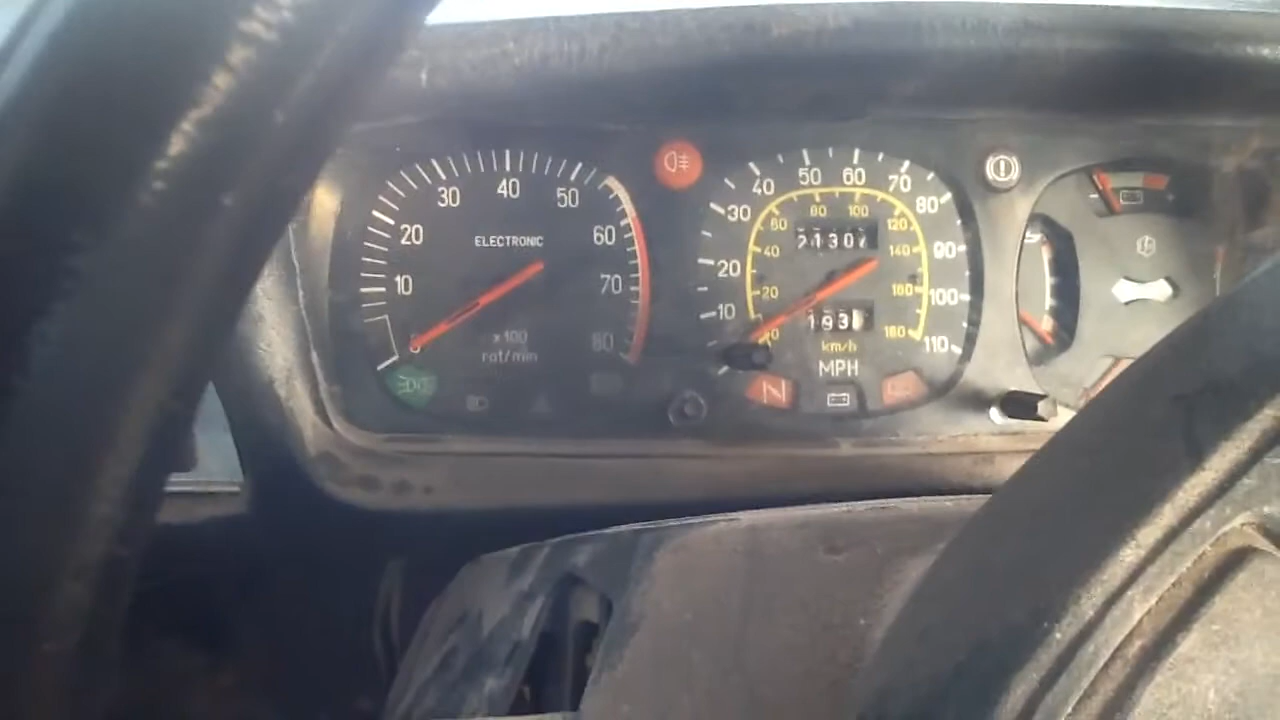 10 20 30 40 50 60 70 80
ELECTRONIC
x100
rot/min
10 20 30 40 50 60 70 80 90 100 110
20 40 60 80 100 120 140 160 180
21307
193
km/h
MPH